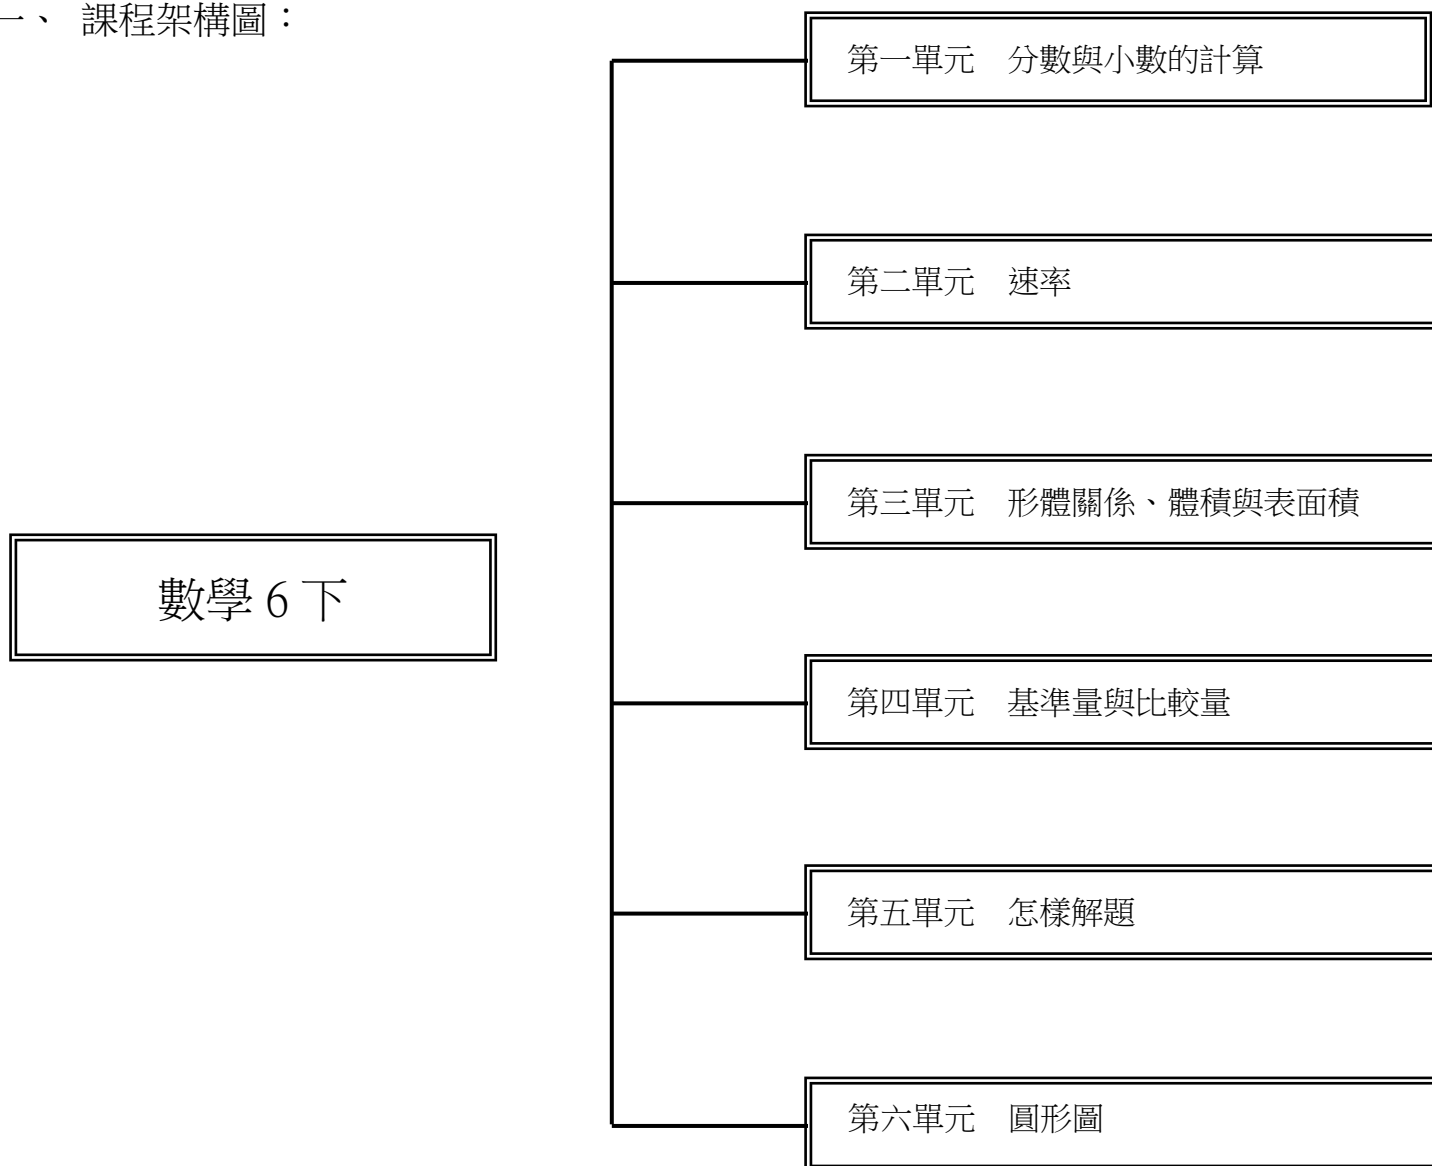 一、 課程架構圖：
第一單元　分數與小數的計算
第二單元　速率
第三單元　形體關係、體積與表面積
數學 6 下
第四單元　基準量與比較量
第五單元　怎樣解題
第六單元　圓形圖